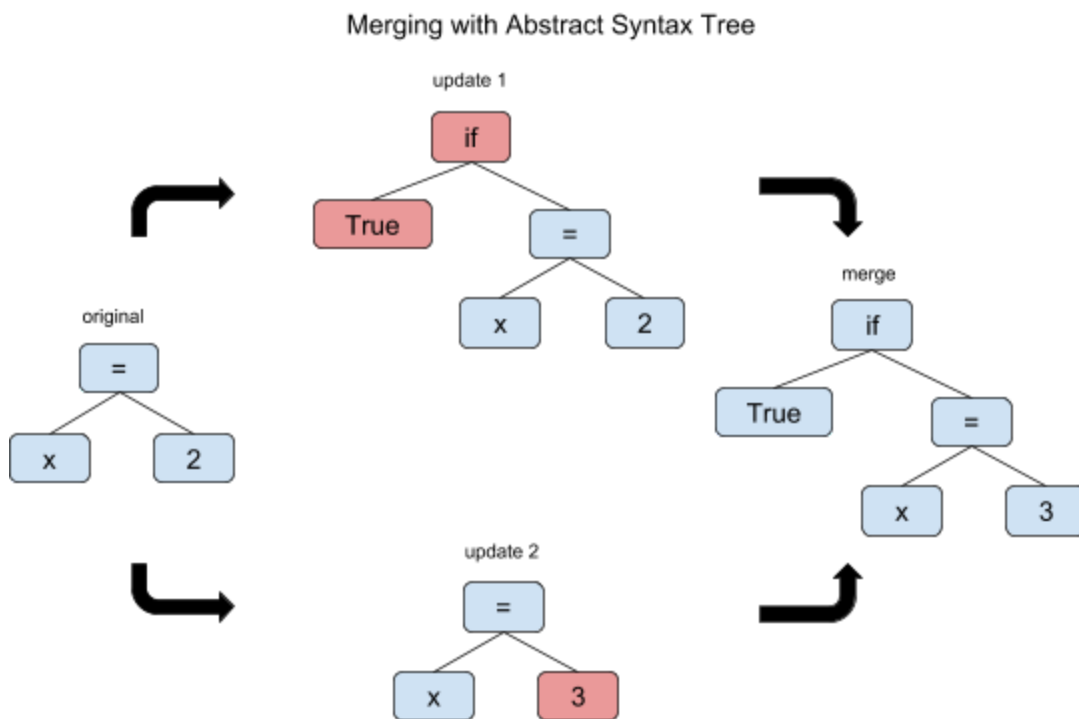 Merging with Abstract Syntax Tree
update 1
if
True
=
x
2
original
=
x
2
merge
if
True
=
x
3
update 2
=
x
3